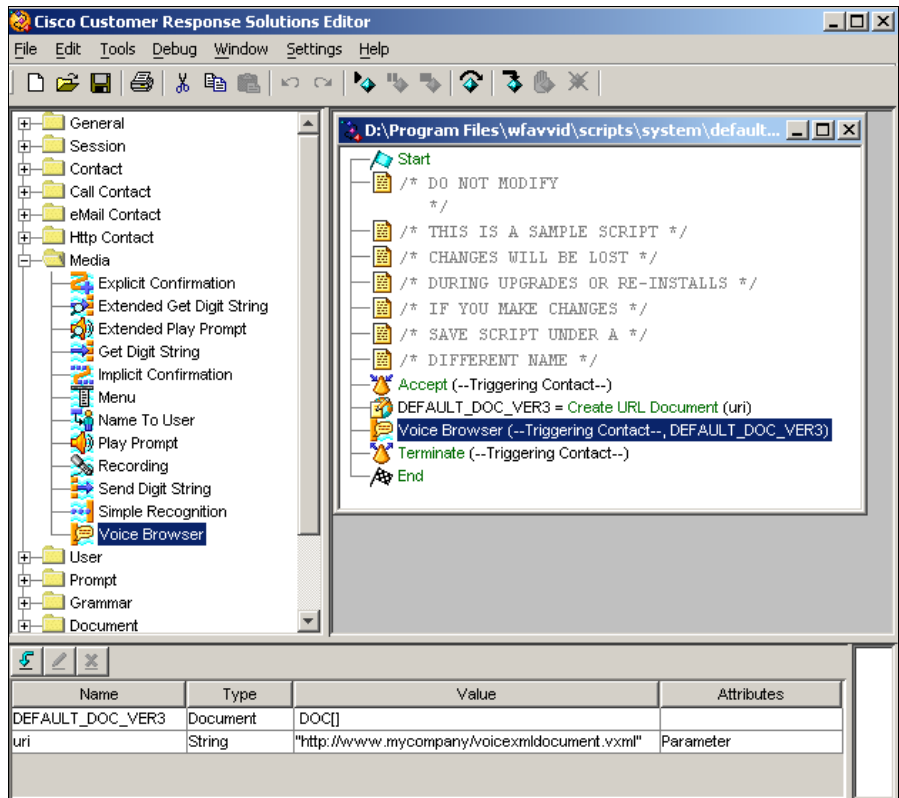 Cisco Customer Response Solutions Editor
File Edit Tools Debug Window Settings Help
General
Session
Contact
Call Contact
eMail Contact
Http Contact
Media
Explicit Confirmation
Extended Get Digit String
Extended Play Prompt
Get Digit String
Implicit Confirmation
Menu
Name To User
Play Prompt
Recording
Send Digit String
Simple Recognition
Voice Browser
User
Prompt
Grammar
Document
D:\Program Files\wfavvid\scripts\system\default...
Start
/* DO NOT MODIFY
*/
/* THIS IS A SAMPLE SCRIPT */
/* CHANGES WILL BE LOST */
/* DURING UPGRADES OR RE-INSTALLS */
/* IF YOU MAKE CHANGES */
/* SAVE SCRIPT UNDER A */
/* DIFFERENT NAME */
Accept (--Triggering Contact--)
DEFAULT_DOC_VER3 = Create URL Document (uri)
Voice Browser (--Triggering Contact--, DEFAULT_DOC_VER3)
Terminate (--Triggering Contact--)
End
Name Type Value Attributes
DEFAULT_DOC_VER3 Document DOC[]
uri String "http://www.mycompany/voicexmldocument.vxml" Parameter